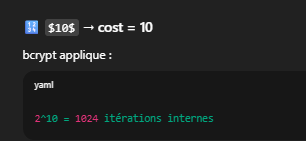 🔢 $10$ → cost = 10
bcrypt applique :
yaml
2^10 = 1024 itérations internes